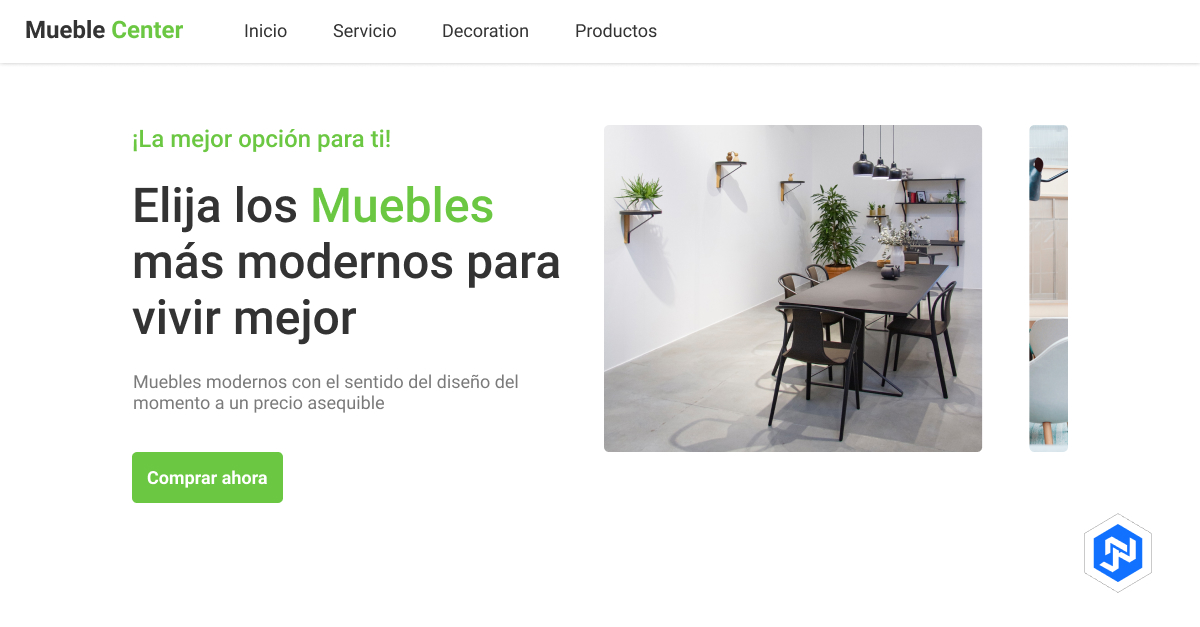 Mueble Center
Inicio
Servicio
Decoration
Productos
¡La mejor opción para ti!
Elija los Muebles
más modernos para
vivir mejor
Muebles modernos con el sentido del diseño del
momento a un precio asequible
Comprar ahora